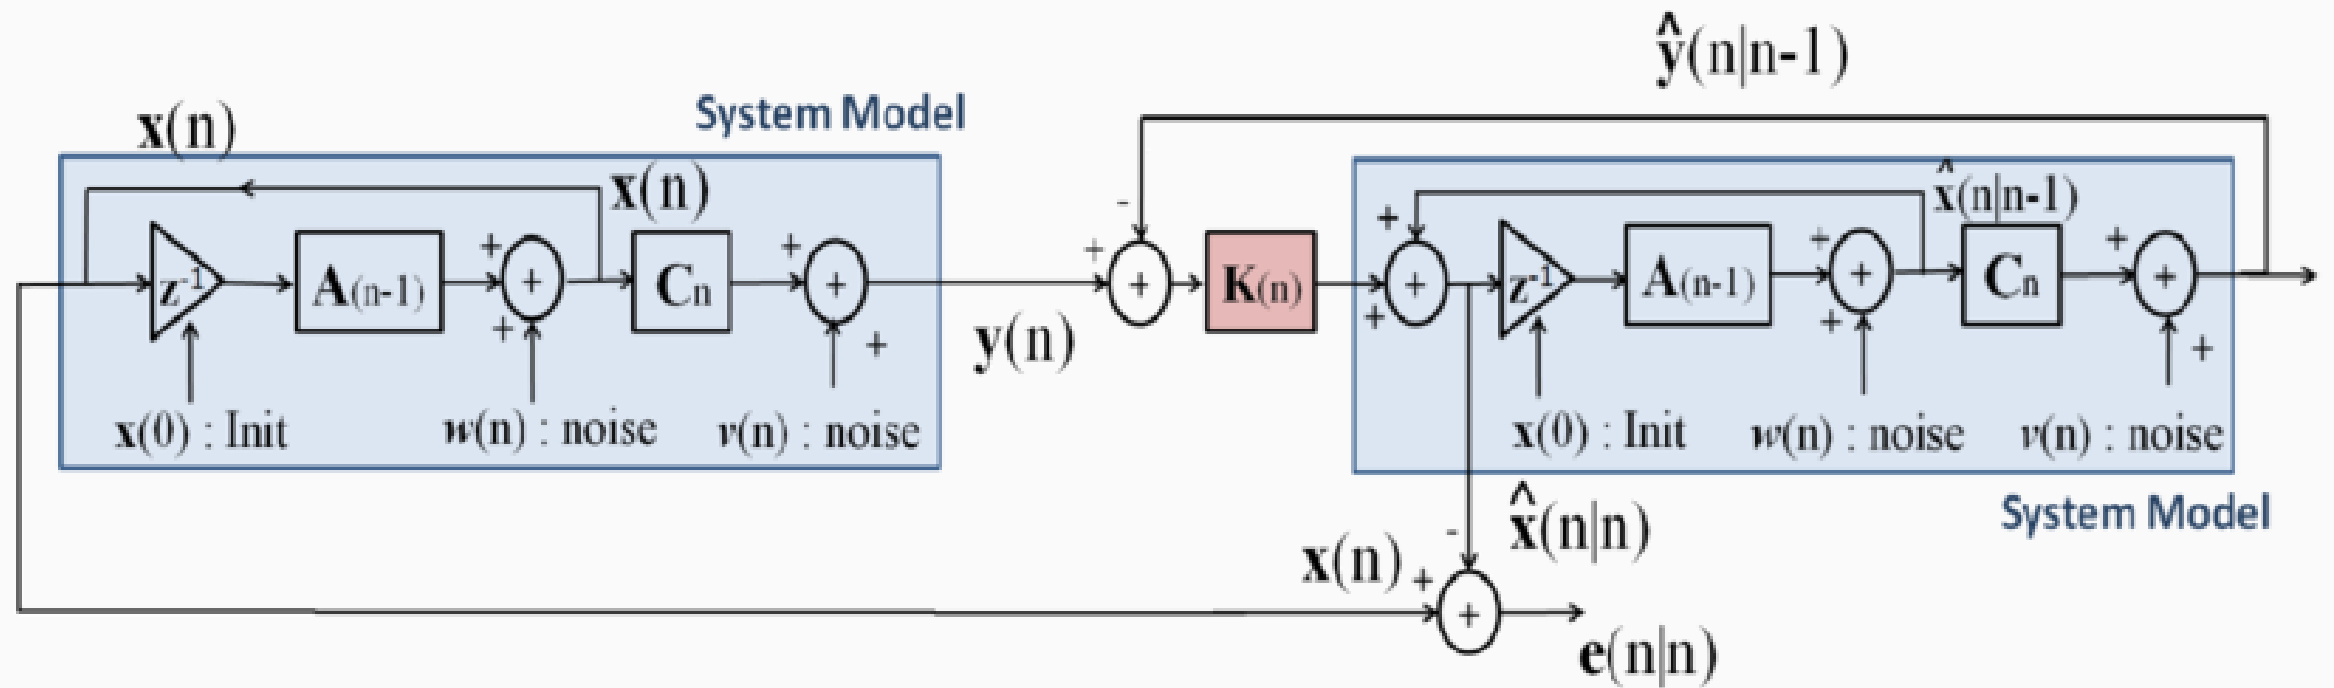 ŷ(n|n-1)
System Model
x(n)
x(n)
x̂(n|n-1)
-
+
+
+
+
+
z⁻¹
A(n-1)
+
Cn
+
+
K(n)
+
z⁻¹
A(n-1)
+
Cn
+
+
+
y(n)
+
+
+
x(0) : Init
w(n) : noise
v(n) : noise
x(0) : Init
w(n) : noise
v(n) : noise
System Model
x̂(n|n)
-
x(n)
+
+
e(n|n)